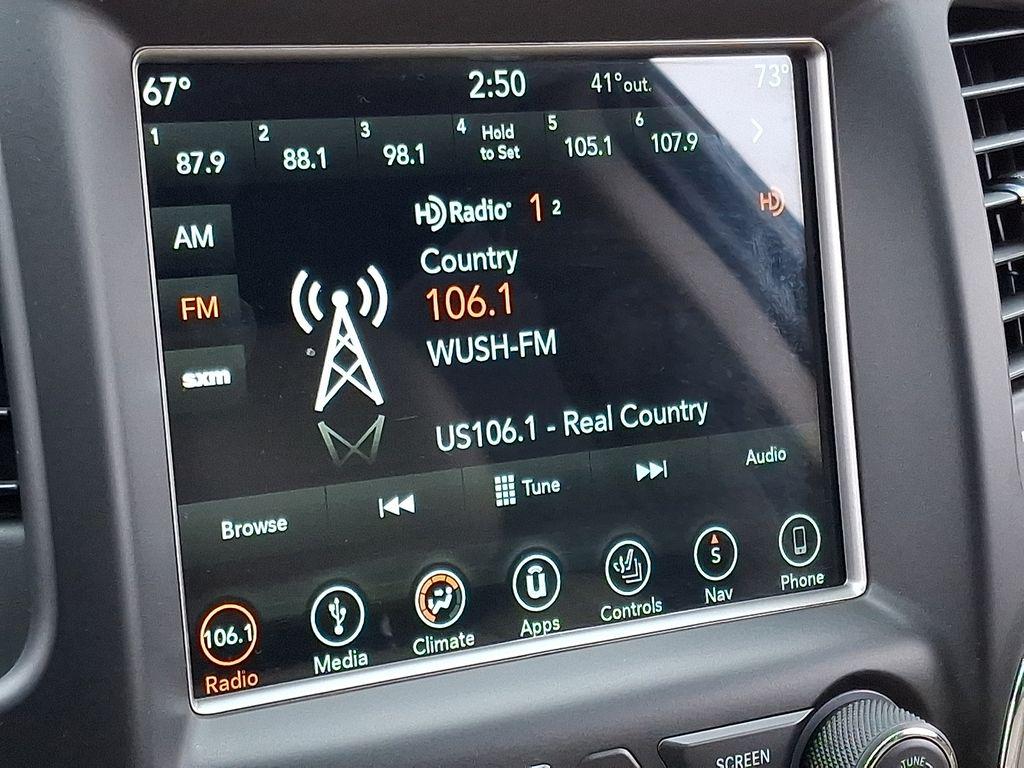 67° 2:50 41°out. 73°
1 87.9 2 88.1 3 98.1 4 Hold to Set 5 105.1 6 107.9
HD Radio 1 2 HD
AM
Country
FM
106.1
WUSH-FM
sxm
US106.1 - Real Country
Browse Tune Audio
106.1 S
Radio Media Climate Apps Controls Nav Phone
SCREEN TUNE